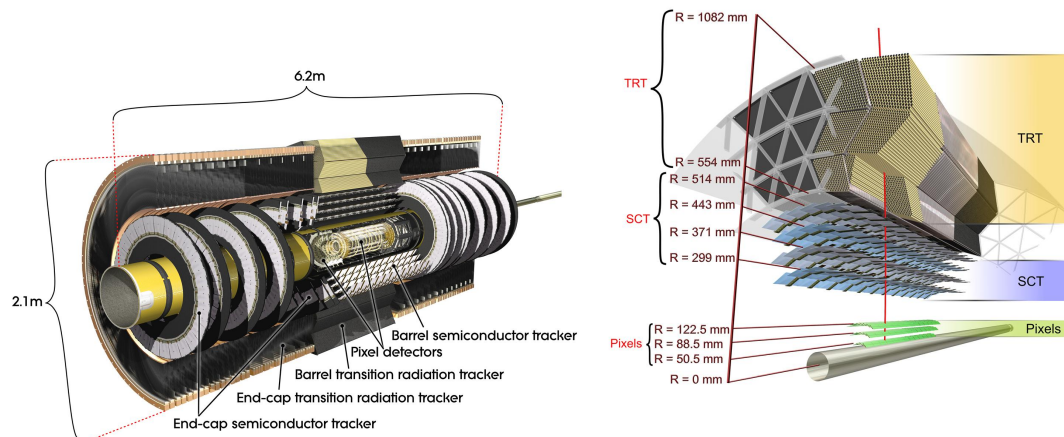 6.2m
2.1m
Barrel semiconductor tracker
Pixel detectors
Barrel transition radiation tracker
End-cap transition radiation tracker
End-cap semiconductor tracker
R = 1082 mm
TRT
R = 554 mm
R = 514 mm
R = 443 mm
SCT
R = 371 mm
R = 299 mm
R = 122.5 mm
Pixels
R = 88.5 mm
R = 50.5 mm
R = 0 mm
TRT
SCT
Pixels